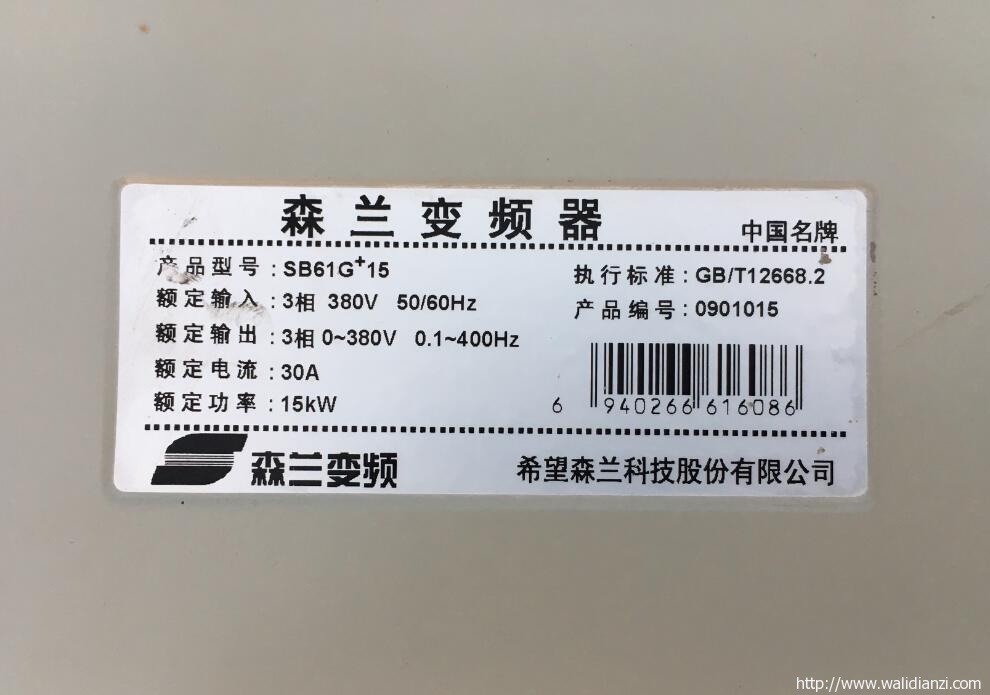 森兰变频器
中国名牌
产品型号：SB61G⁺15
额定输入：3相 380V 50/60Hz
额定输出：3相 0~380V 0.1~400Hz
额定电流：30A
额定功率：15kW
执行标准：GB/T12668.2
产品编号：0901015
6 940266 616086
森兰变频
希望森兰科技股份有限公司
http://www.walidianzi.com